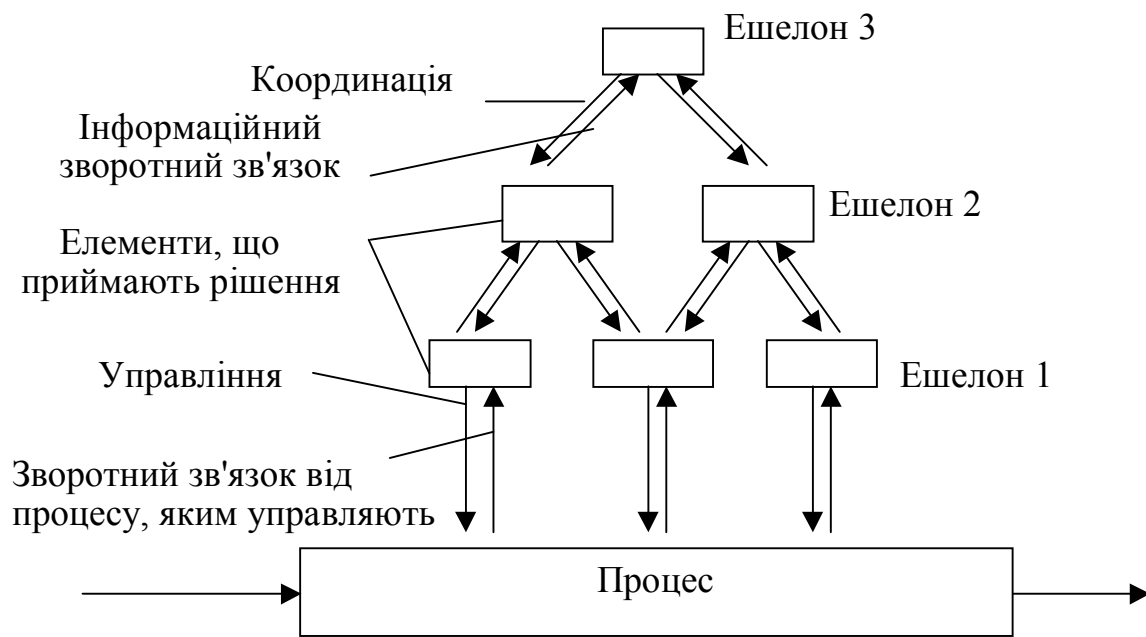 Ешелон 3
Координація
Інформаційний
зворотний зв'язок
Ешелон 2
Елементи, що
приймають рішення
Управління
Ешелон 1
Зворотний зв'язок від
процесу, яким управляють
Процес